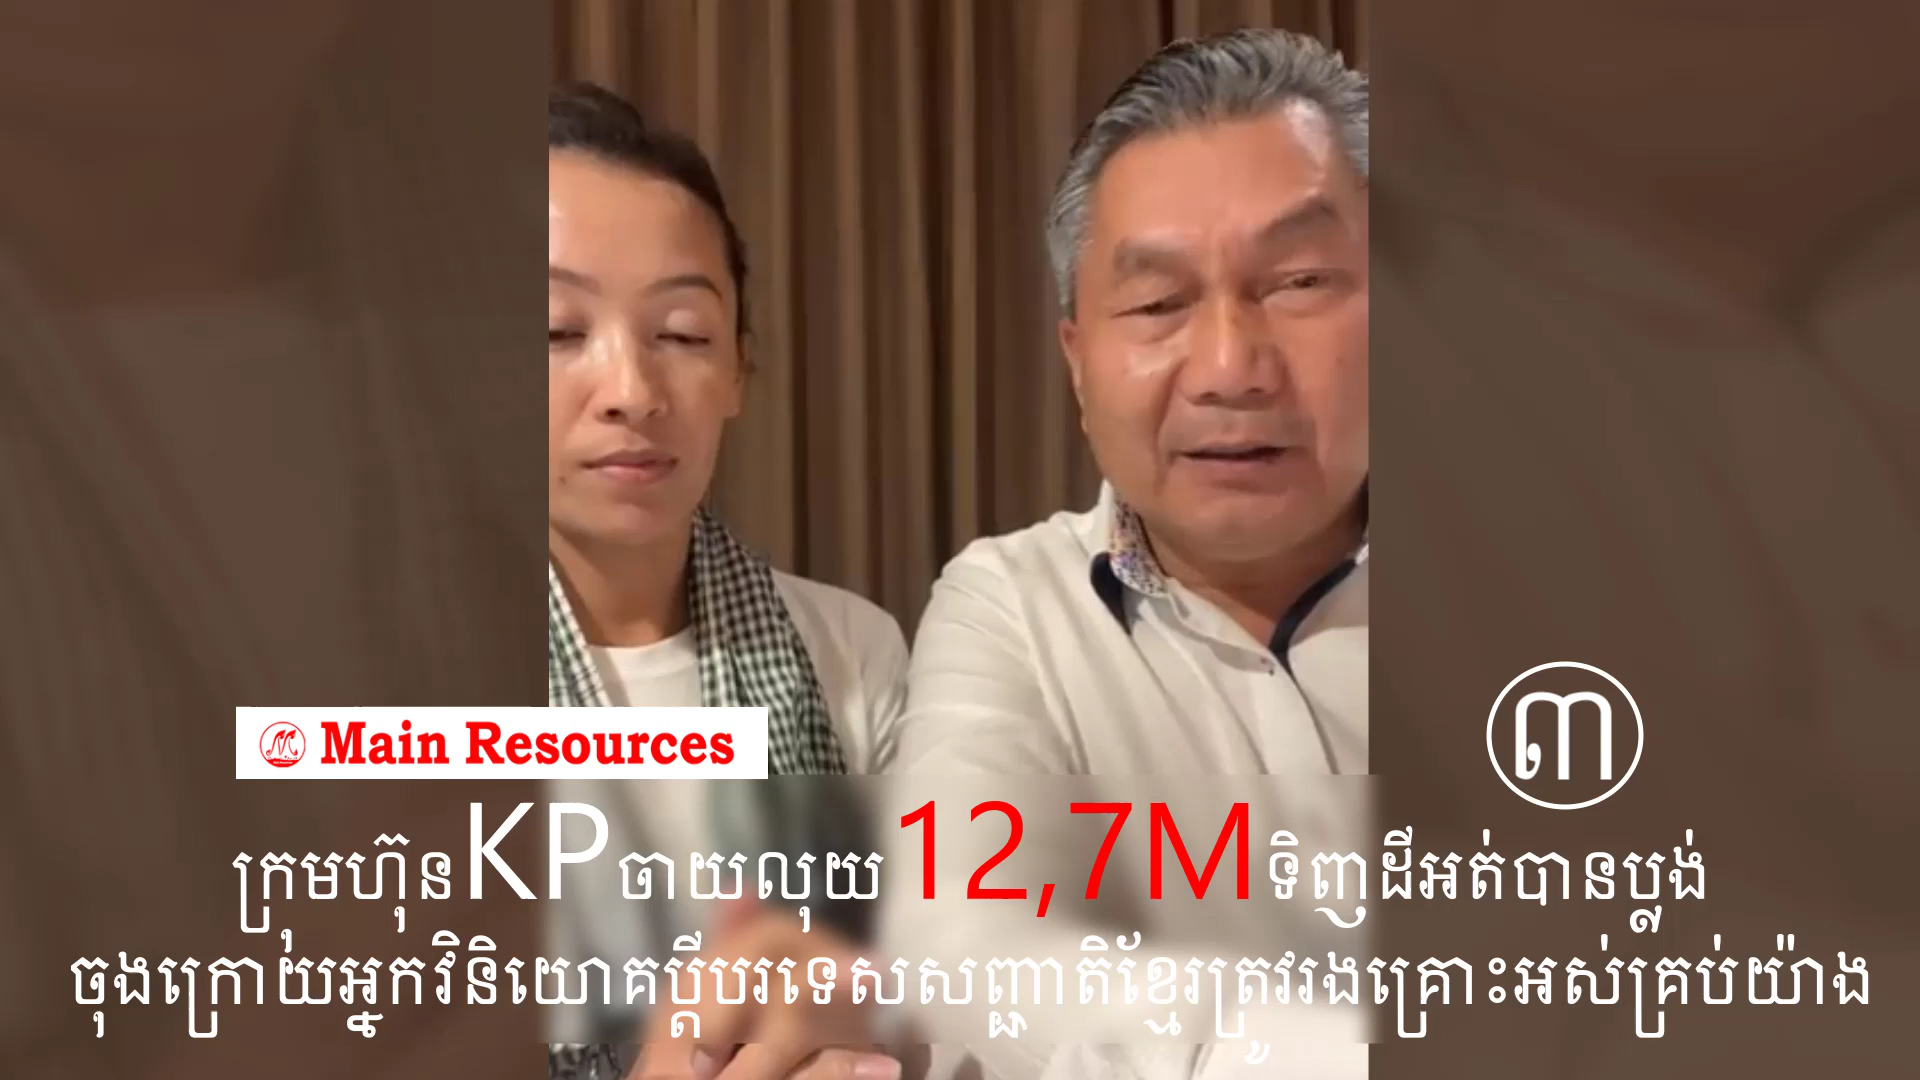 Main Resources
៣
ក្រុមហ៊ុនKPចាយលុយ12,7Mទិញដីអត់បានប្លង់
ចុងក្រោយអ្នកវិនិយោគប្តីបរទេសសញ្ជាតិខ្មែរត្រូវរងគ្រោះអស់គ្រប់យ៉ាង